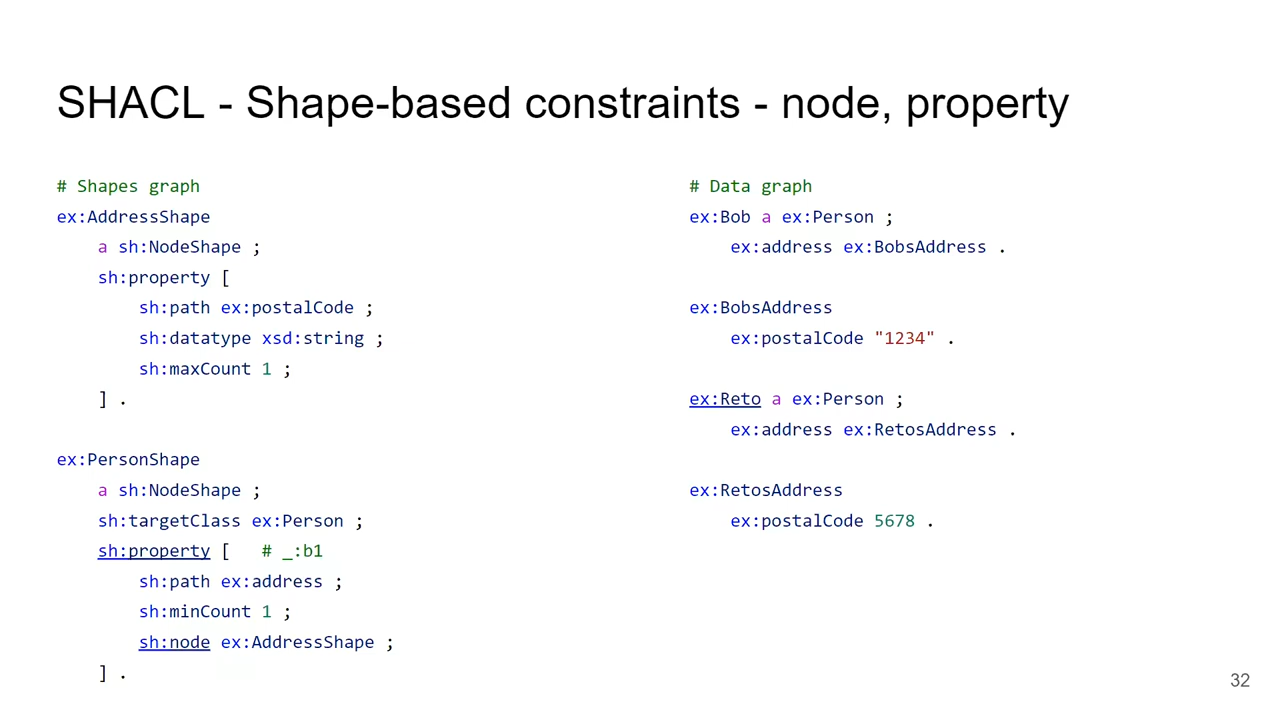 SHACL - Shape-based constraints - node, property
# Shapes graph
ex:AddressShape
    a sh:NodeShape ;
    sh:property [
        sh:path ex:postalCode ;
        sh:datatype xsd:string ;
        sh:maxCount 1 ;
    ] .
ex:PersonShape
    a sh:NodeShape ;
    sh:targetClass ex:Person ;
    sh:property [   # _:b1
        sh:path ex:address ;
        sh:minCount 1 ;
        sh:node ex:AddressShape ;
    ] .
# Data graph
ex:Bob a ex:Person ;
    ex:address ex:BobsAddress .
ex:BobsAddress
    ex:postalCode "1234" .
ex:Reto a ex:Person ;
    ex:address ex:RetosAddress .
ex:RetosAddress
    ex:postalCode 5678 .
32